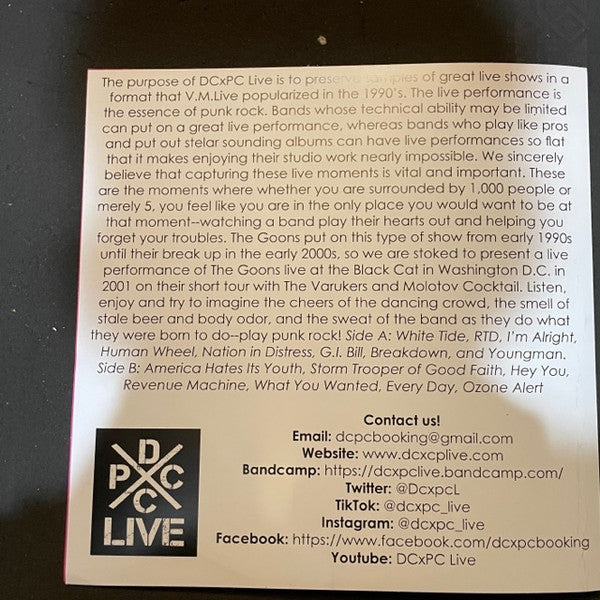 The purpose of DCxPC Live is to preserve samples of great live shows in a
format that V.M.Live popularized in the 1990's. The live performance is
the essence of punk rock. Bands whose technical ability may be limited
can put on a great live performance, whereas bands who play like pros
and put out stelar sounding albums can have live performances so flat
that it makes enjoying their studio work nearly impossible. We sincerely
believe that capturing these live moments is vital and important. These
are the moments where whether you are surrounded by 1,000 people or
merely 5, you feel like you are in the only place you would want to be at
that moment--watching a band play their hearts out and helping you
forget your troubles. The Goons put on this type of show from early 1990s
until their break up in the early 2000s, so we are stoked to present a live
performance of The Goons live at the Black Cat in Washington D.C. in
2001 on their short tour with The Varukers and Molotov Cocktail. Listen,
enjoy and try to imagine the cheers of the dancing crowd, the smell of
stale beer and body odor, and the sweat of the band as they do what
they were born to do--play punk rock! Side A: White Tide, RTD, I'm Alright,
Human Wheel, Nation in Distress, G.I. Bill, Breakdown, and Youngman.
Side B: America Hates Its Youth, Storm Trooper of Good Faith, Hey You,
Revenue Machine, What You Wanted, Every Day, Ozone Alert
Contact us!
Email: dcpcbooking@gmail.com
Website: www.dcxcplive.com
Bandcamp: https://dcxpclive.bandcamp.com/
Twitter: @DcxpcL
TikTok: @dcxpc_live
Instagram: @dcxpc_live
Facebook: https://www.facebook.com/dcxpcbooking
Youtube: DCxPC Live
D
P C
C
LIVE